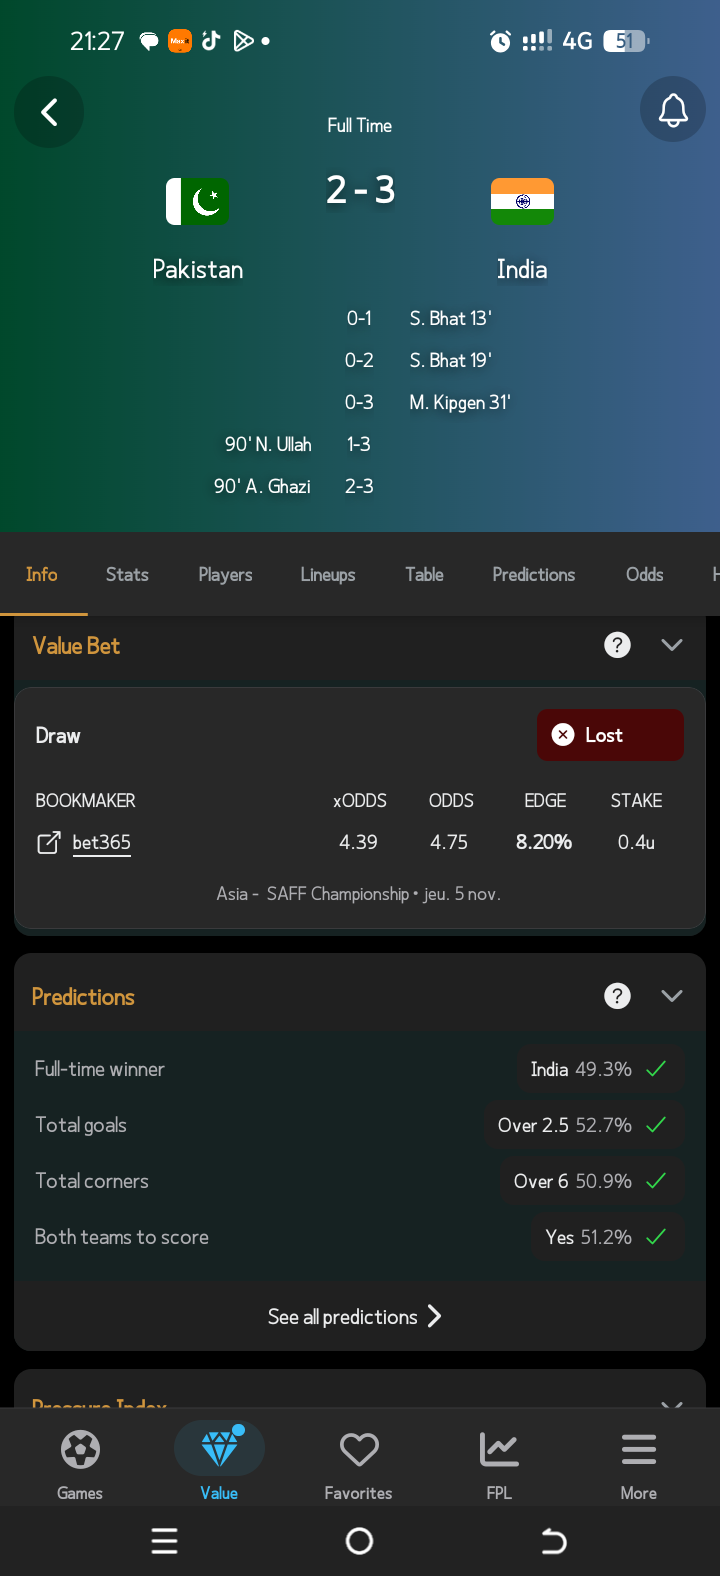 21:27 4G 51
Full Time
2 - 3
Pakistan India
0-1 S. Bhat 13'
0-2 S. Bhat 19'
0-3 M. Kipgen 31'
90' N. Ullah 1-3
90' A. Ghazi 2-3
Info Stats Players Lineups Table Predictions Odds H
Value Bet ?
Draw Lost
BOOKMAKER xODDS ODDS EDGE STAKE
bet365 4.39 4.75 8.20% 0.4u
Asia - SAFF Championship • jeu. 5 nov.
Predictions ?
Full-time winner India 49.3%
Total goals Over 2.5 52.7%
Total corners Over 6 50.9%
Both teams to score Yes 51.2%
See all predictions
Pressure Index
Games Value Favorites FPL More